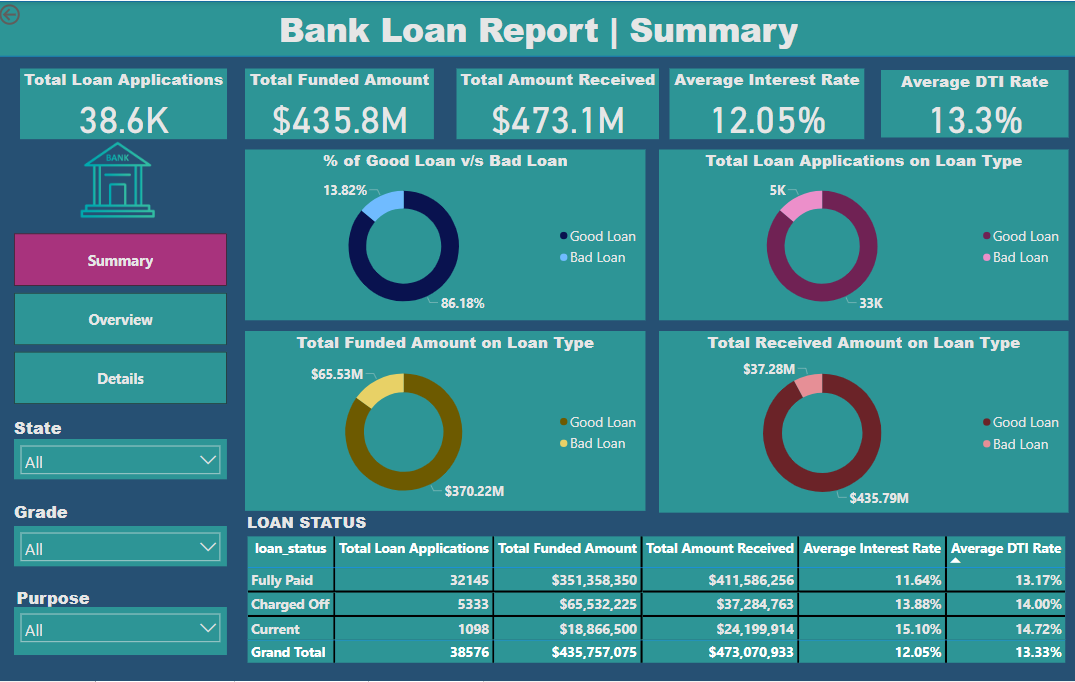 Bank Loan Report | Summary
Total Loan Applications
38.6K
Total Funded Amount
$435.8M
Total Amount Received
$473.1M
Average Interest Rate
12.05%
Average DTI Rate
13.3%
BANK
Summary
Overview
Details
State
All
Grade
All
Purpose
All
% of Good Loan v/s Bad Loan
13.82%
86.18%
Good Loan
Bad Loan
Total Loan Applications on Loan Type
5K
33K
Good Loan
Bad Loan
Total Funded Amount on Loan Type
$65.53M
$370.22M
Good Loan
Bad Loan
Total Received Amount on Loan Type
$37.28M
$435.79M
Good Loan
Bad Loan
LOAN STATUS
loan_status Total Loan Applications Total Funded Amount Total Amount Received Average Interest Rate Average DTI Rate
Fully Paid 32145 $351,358,350 $411,586,256 11.64% 13.17%
Charged Off 5333 $65,532,225 $37,284,763 13.88% 14.00%
Current 1098 $18,866,500 $24,199,914 15.10% 14.72%
Grand Total 38576 $435,757,075 $473,070,933 12.05% 13.33%